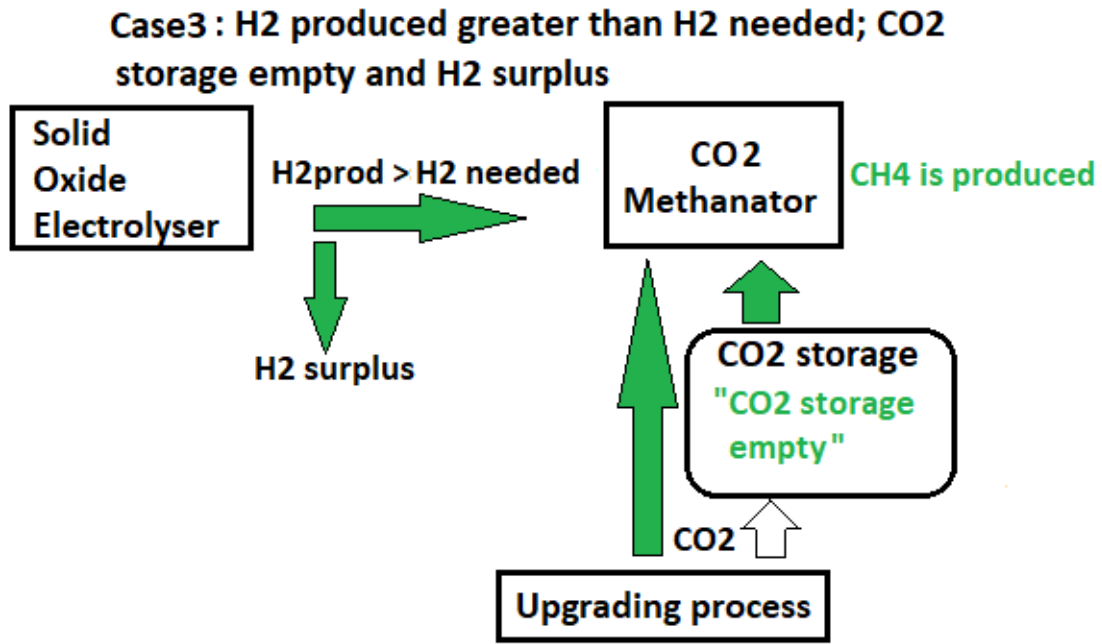 Case3 : H2 produced greater than H2 needed; CO2
storage empty and H2 surplus
Solid
Oxide
Electrolyser
H2prod > H2 needed
CO2
Methanator
CH4 is produced
H2 surplus
CO2 storage
"CO2 storage
empty"
CO2
Upgrading process